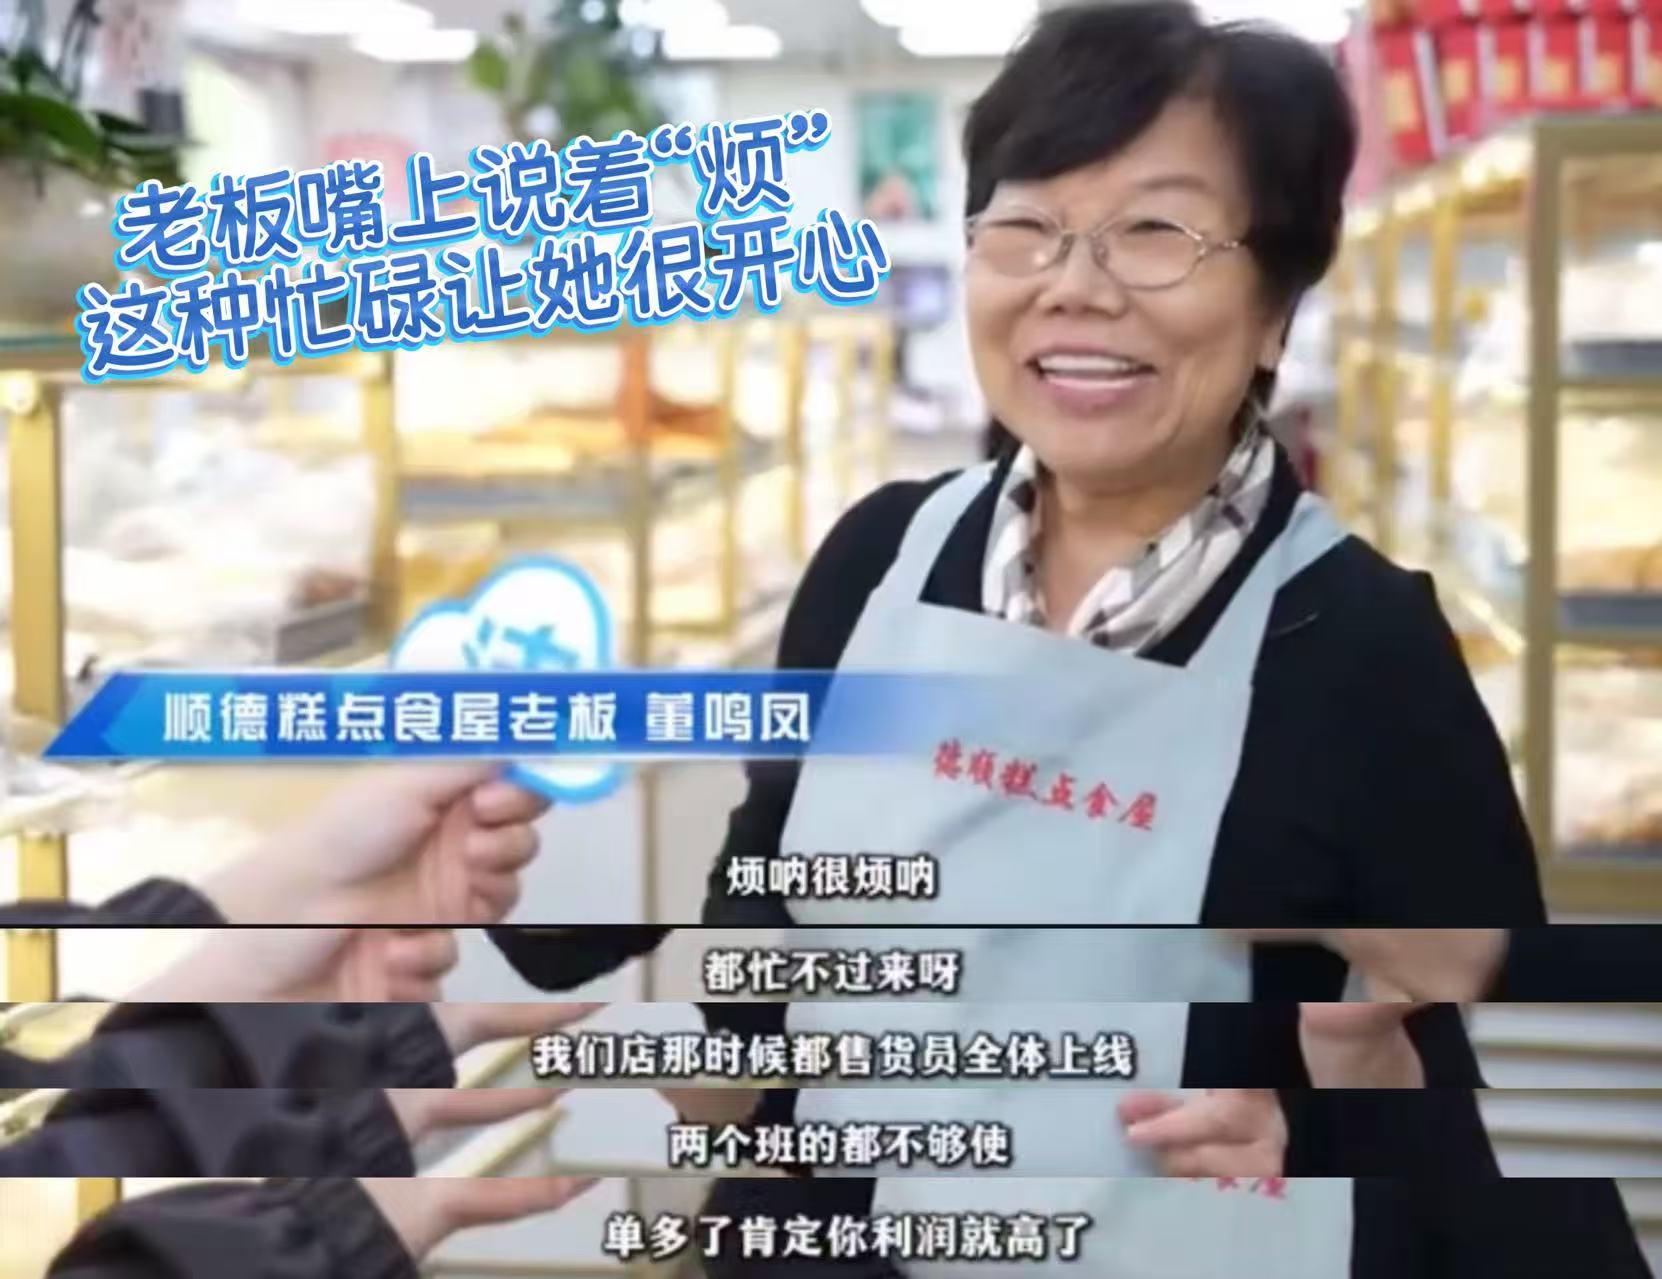 老板嘴上说着“烦”
这种忙碌让她很开心
顺德糕点食屋老板 董鸣凤
德顺糕点食屋
烦呐很烦呐
都忙不过来呀
我们店那时候都售货员全体上线
两个班的都不够使
单多了肯定你利润就高了